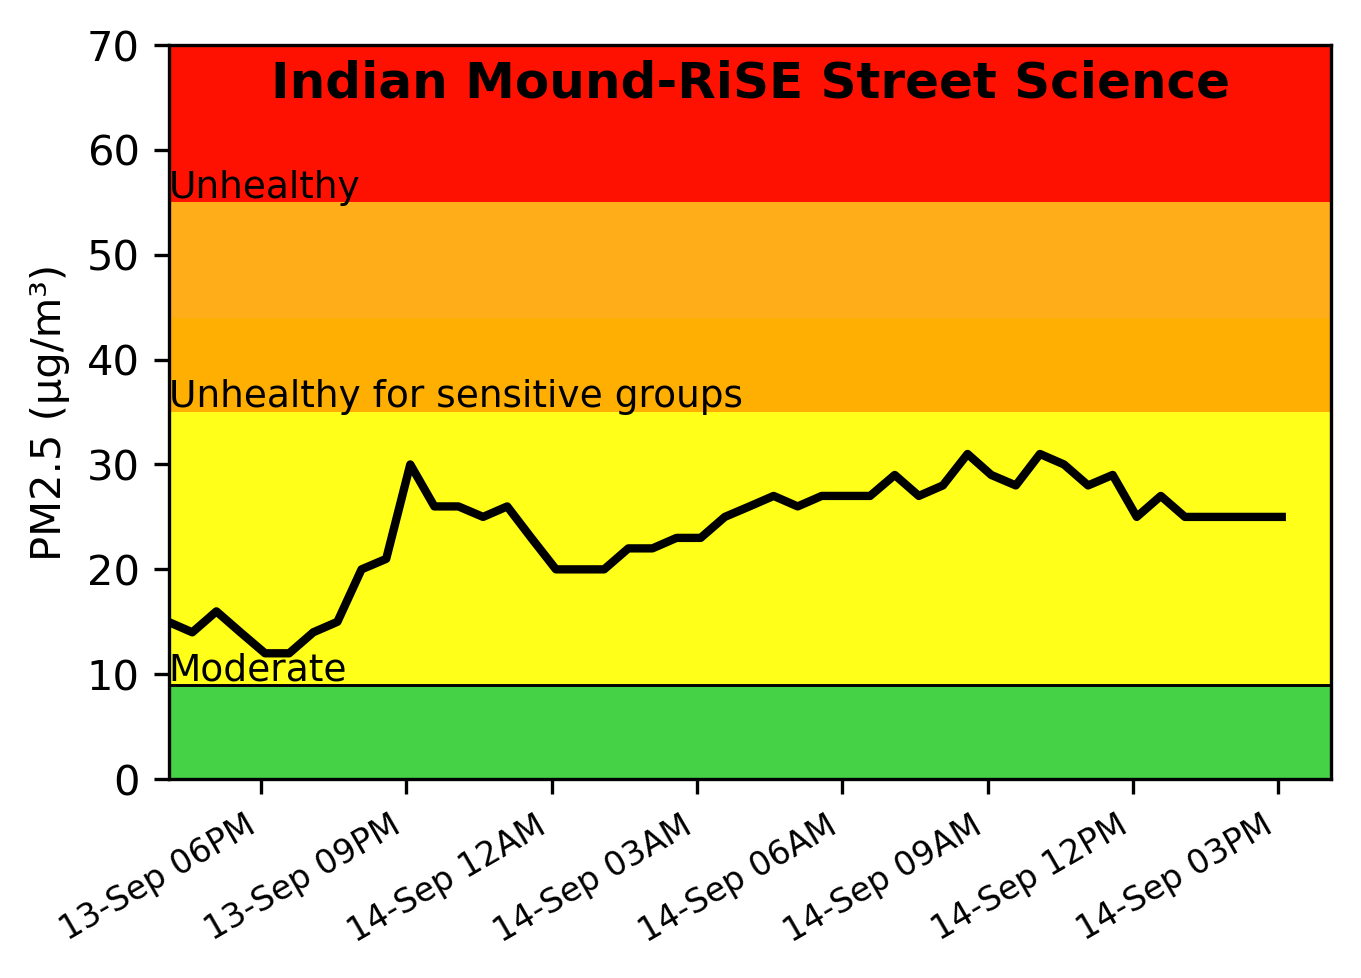 Indian Mound-RiSE Street Science
PM2.5 (µg/m³)
70
60
50
40
30
20
10
0
Unhealthy
Unhealthy for sensitive groups
Moderate
13-Sep 06PM
13-Sep 09PM
14-Sep 12AM
14-Sep 03AM
14-Sep 06AM
14-Sep 09AM
14-Sep 12PM
14-Sep 03PM